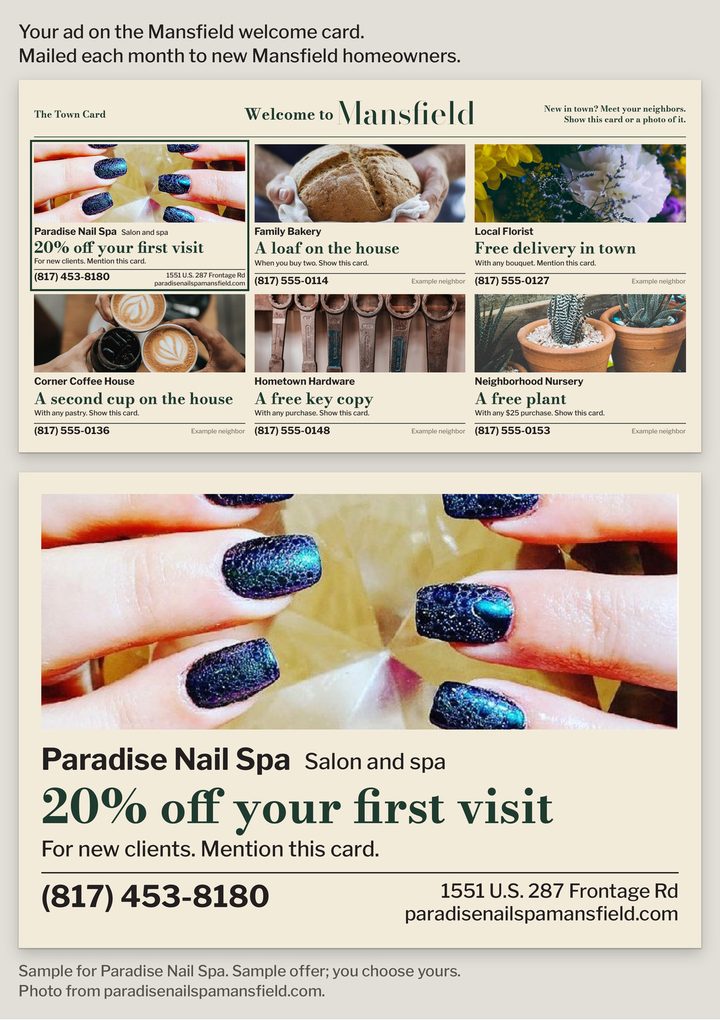 Your ad on the Mansfield welcome card.
Mailed each month to new Mansfield homeowners.
The Town Card
Welcome to Mansfield
New in town? Meet your neighbors.
Show this card or a photo of it.
Paradise Nail Spa Salon and spa
20% off your first visit
For new clients. Mention this card.
(817) 453-8180
1551 U.S. 287 Frontage Rd
paradisenailspamansfield.com
Family Bakery
A loaf on the house
When you buy two. Show this card.
(817) 555-0114 Example neighbor
Local Florist
Free delivery in town
With any bouquet. Mention this card.
(817) 555-0127 Example neighbor
Corner Coffee House
A second cup on the house
With any pastry. Show this card.
(817) 555-0136 Example neighbor
Hometown Hardware
A free key copy
With any purchase. Show this card.
(817) 555-0148 Example neighbor
Neighborhood Nursery
A free plant
With any $25 purchase. Show this card.
(817) 555-0153 Example neighbor
Paradise Nail Spa Salon and spa
20% off your first visit
For new clients. Mention this card.
(817) 453-8180
1551 U.S. 287 Frontage Rd
paradisenailspamansfield.com
Sample for Paradise Nail Spa. Sample offer; you choose yours.
Photo from paradisenailspamansfield.com.